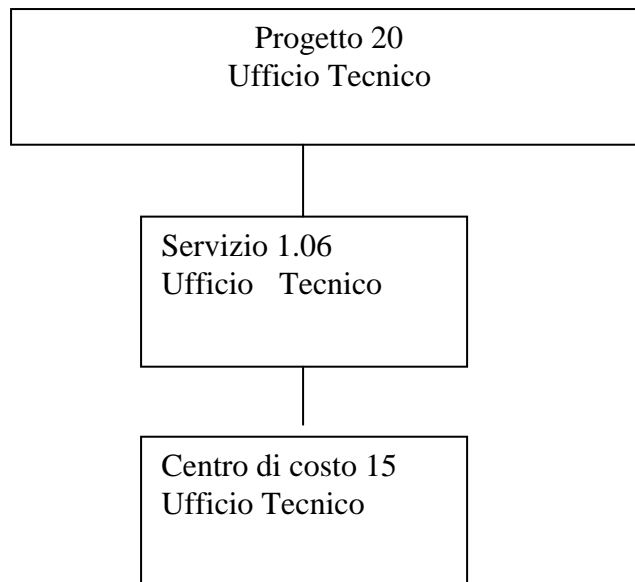 Progetto 20
Ufficio Tecnico
Servizio 1.06
Ufficio Tecnico
Centro di costo 15
Ufficio Tecnico